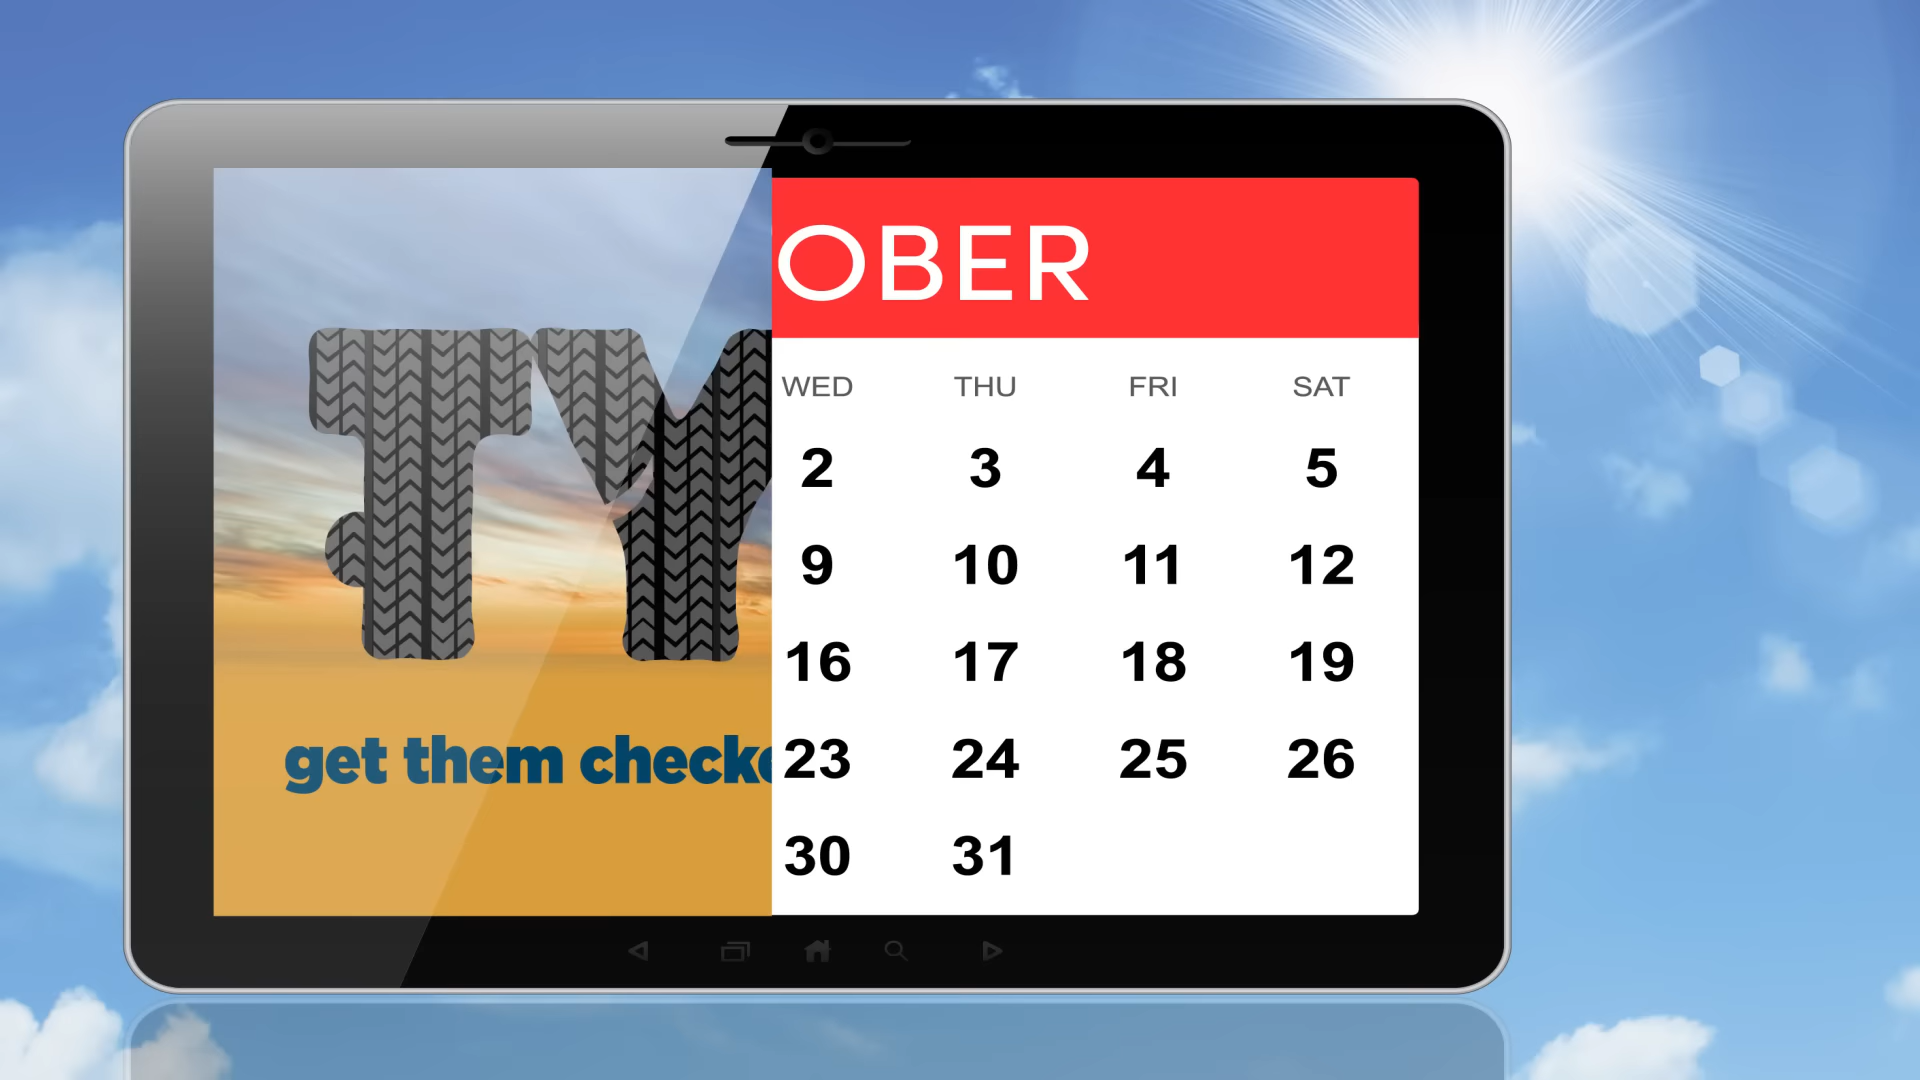 TY
get them checke
OBER
WED THU FRI SAT
2 3 4 5
9 10 11 12
16 17 18 19
23 24 25 26
30 31